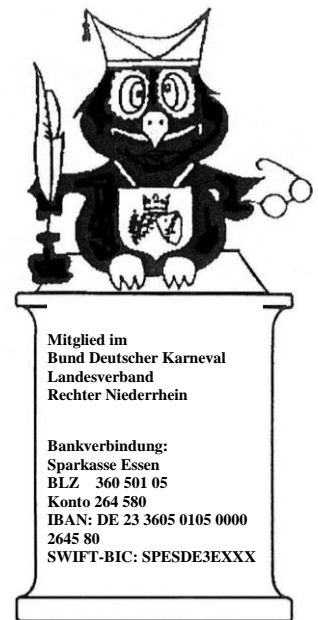 Mitglied im
Bund Deutscher Karneval
Landesverband
Rechter Niederrhein
Bankverbindung:
Sparkasse Essen
BLZ    360 501 05
Konto 264 580
IBAN: DE 23 3605 0105 0000
2645 80
SWIFT-BIC: SPESDE3EXXX